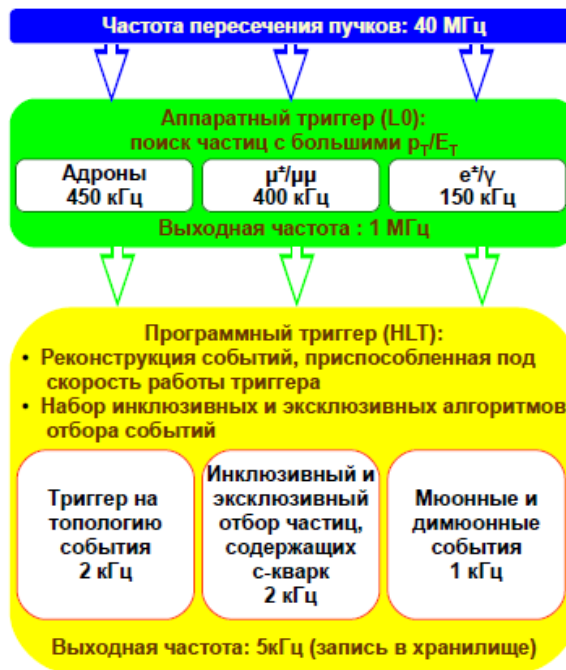 Частота пересечения пучков: 40 МГц
Аппаратный триггер (L0):
поиск частиц с большими pT/ET
Адроны
450 кГц
μ±/μμ
400 кГц
e±/γ
150 кГц
Выходная частота : 1 МГц
Программный триггер (HLT):
• Реконструкция событий, приспособленная под
скорость работы триггера
• Набор инклюзивных и эксклюзивных алгоритмов
отбора событий
Триггер на
топологию
события
2 кГц
Инклюзивный и
эксклюзивный
отбор частиц,
содержащих
с-кварк
2 кГц
Мюонные и
димюонные
события
1 кГц
Выходная частота: 5кГц (запись в хранилище)